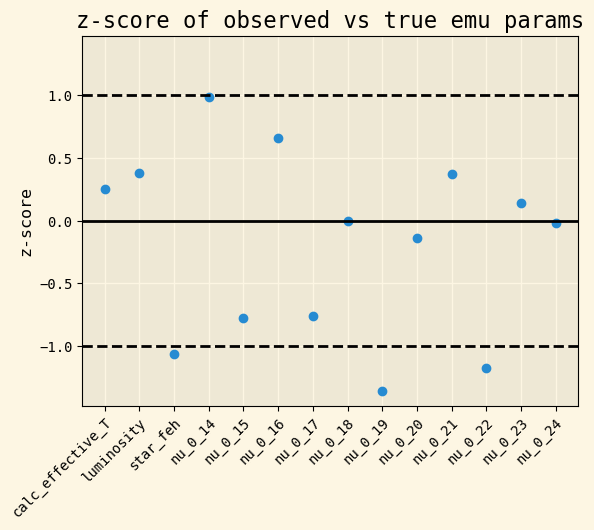 z-score of observed vs true emu params
z-score
1.0
0.5
0.0
−0.5
−1.0
calc_effective_T
luminosity
star_feh
nu_0_14
nu_0_15
nu_0_16
nu_0_17
nu_0_18
nu_0_19
nu_0_20
nu_0_21
nu_0_22
nu_0_23
nu_0_24